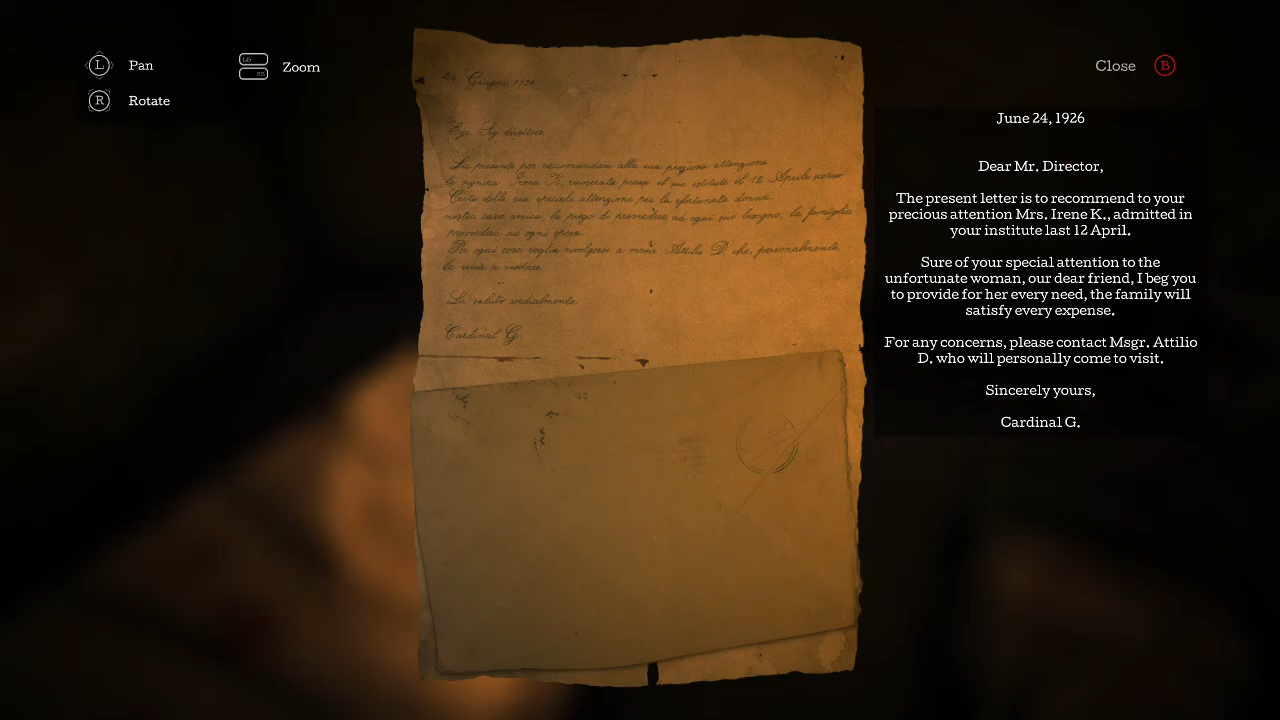 Pan
Zoom
Rotate
Close
B
L
R
LB
RB
24 Giugno 1926
Egr. Sig. direttore
La presente per raccomandare alla sua preziosa attenzione
la signora Irene K. ricoverata presso il suo istituto il 12 Aprile scorso.
Certo della sua speciale attenzione per la sfortunata donna,
nostra cara amica, la prego di provvedere ad ogni suo bisogno, la famiglia
provvederà ad ogni spesa.
Per ogni cosa voglia rivolgersi a mons. Attilio D. che, personalmente,
la verrà a visitare.
La saluto cordialmente
Cardinal G.
June 24, 1926
Dear Mr. Director,
The present letter is to recommend to your
precious attention Mrs. Irene K., admitted in
your institute last 12 April.
Sure of your special attention to the
unfortunate woman, our dear friend, I beg you
to provide for her every need, the family will
satisfy every expense.
For any concerns, please contact Msgr. Attilio
D. who will personally come to visit.
Sincerely yours,
Cardinal G.